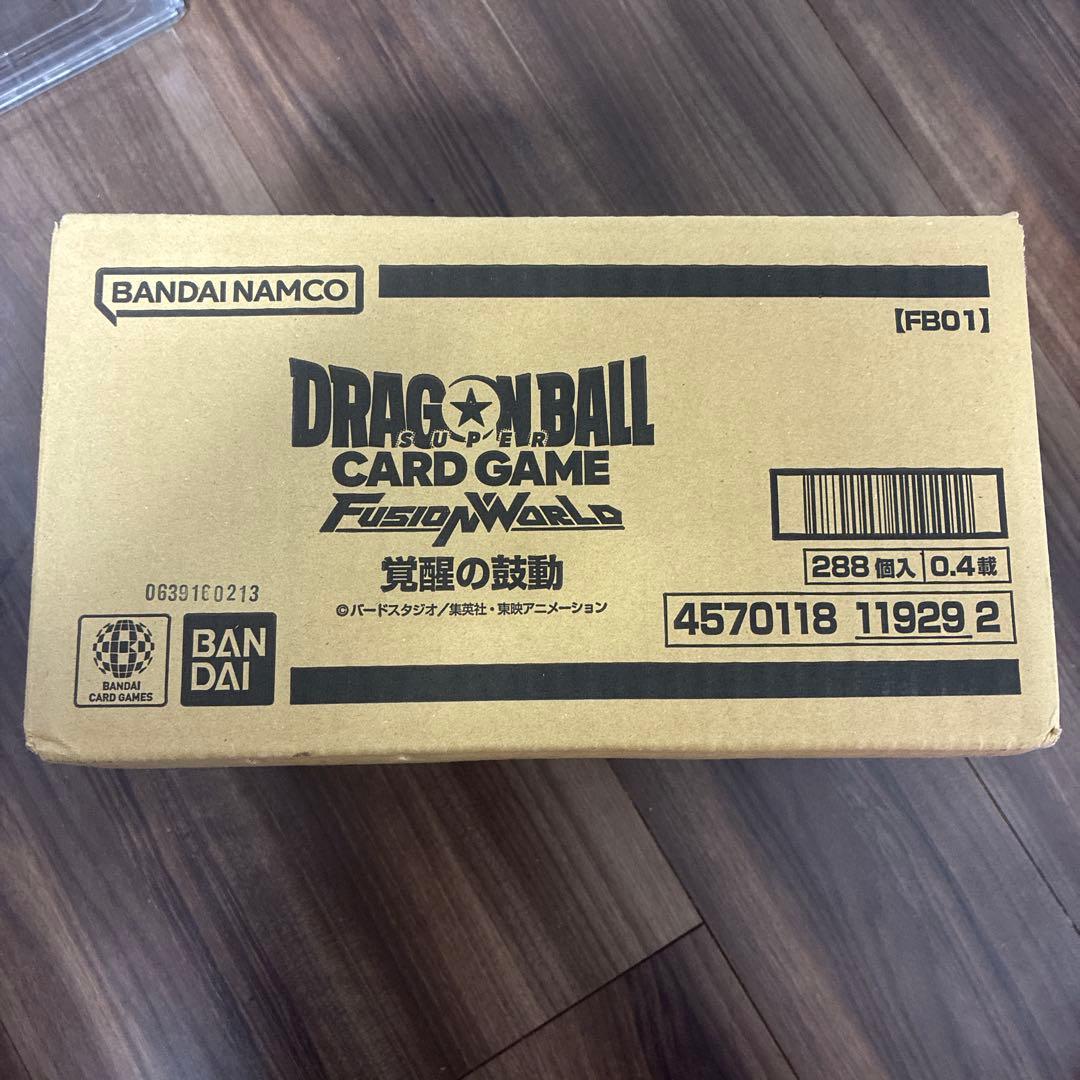 BANDAI NAMCO
【FB01】
DRAGON BALL
SUPER
CARD GAME
FUSION WORLD
覚醒の鼓動
©バードスタジオ/集英社・東映アニメーション
288個入 0.4載
4570118 11929 2
0639160213
BANDAI
CARD GAMES
BAN
DAI